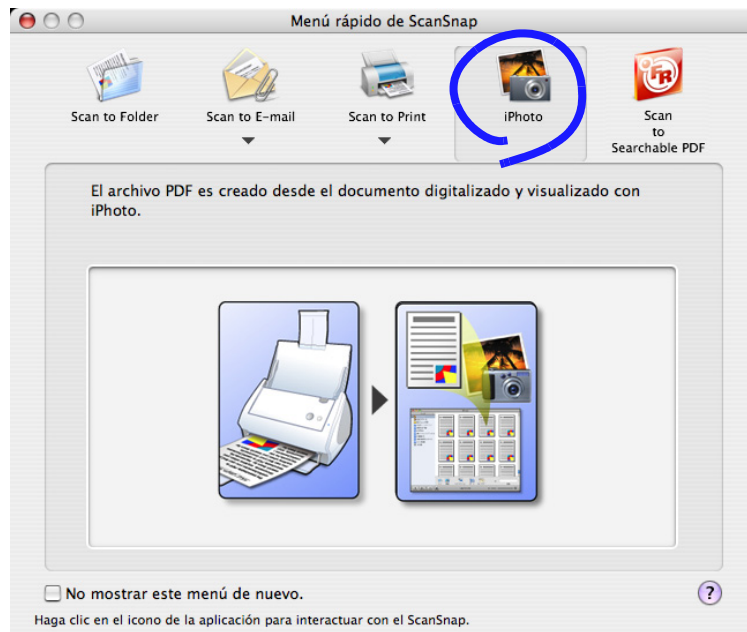 Menú rápido de ScanSnap
Scan to Folder
Scan to E-mail
Scan to Print
iPhoto
Scan
to
Searchable PDF
El archivo PDF es creado desde el documento digitalizado y visualizado con
iPhoto.
No mostrar este menú de nuevo.
?
Haga clic en el icono de la aplicación para interactuar con el ScanSnap.